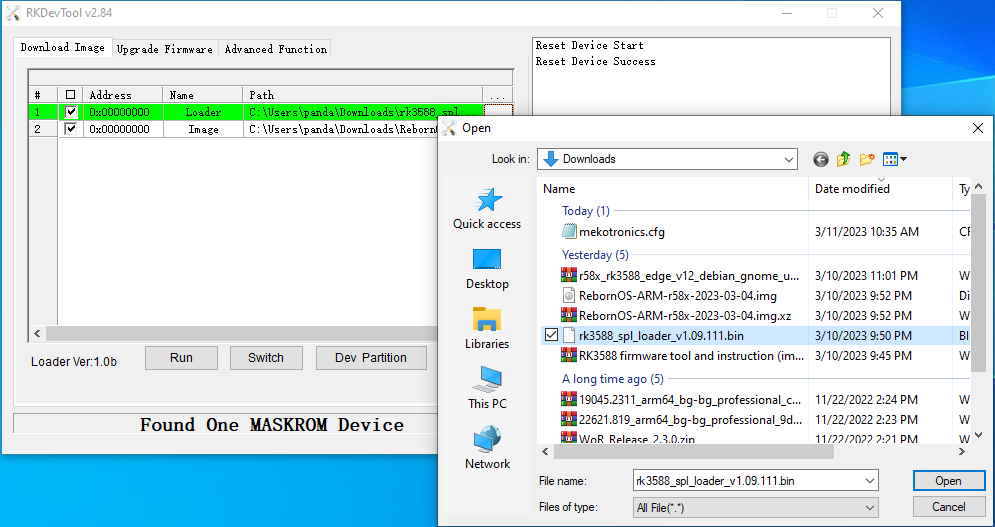 RKDevTool v2.84
Download Image Upgrade Firmware Advanced Function
# Address Name Path ...
1 0x00000000 Loader C:\Users\panda\Downloads\rk3588_spl
2 0x00000000 Image C:\Users\panda\Downloads\Reborn
Loader Ver:1.0b Run Switch Dev Partition
Found One MASKROM Device
Reset Device Start
Reset Device Success
Open
Look in: Downloads
Quick access
Desktop
Libraries
This PC
Network
Name Date modified Ty
Today (1)
mekotronics.cfg 3/11/2023 10:35 AM CF
Yesterday (5)
r58x_rk3588_edge_v12_debian_gnome_u... 3/10/2023 11:01 PM W
RebornOS-ARM-r58x-2023-03-04.img 3/10/2023 9:52 PM Di
RebornOS-ARM-r58x-2023-03-04.img.xz 3/10/2023 9:52 PM W
rk3588_spl_loader_v1.09.111.bin 3/10/2023 9:50 PM BI
RK3588 firmware tool and instruction (im... 3/10/2023 9:45 PM W
A long time ago (5)
19045.2311_arm64_bg-bg_professional_c... 11/22/2022 2:24 PM W
22621.819_arm64_bg-bg_professional_9d... 11/22/2022 2:23 PM W
WoR_Release_2.3.0.zip 11/22/2022 2:21 PM W
File name: rk3588_spl_loader_v1.09.111.bin Open
Files of type: All File(*.*) Cancel